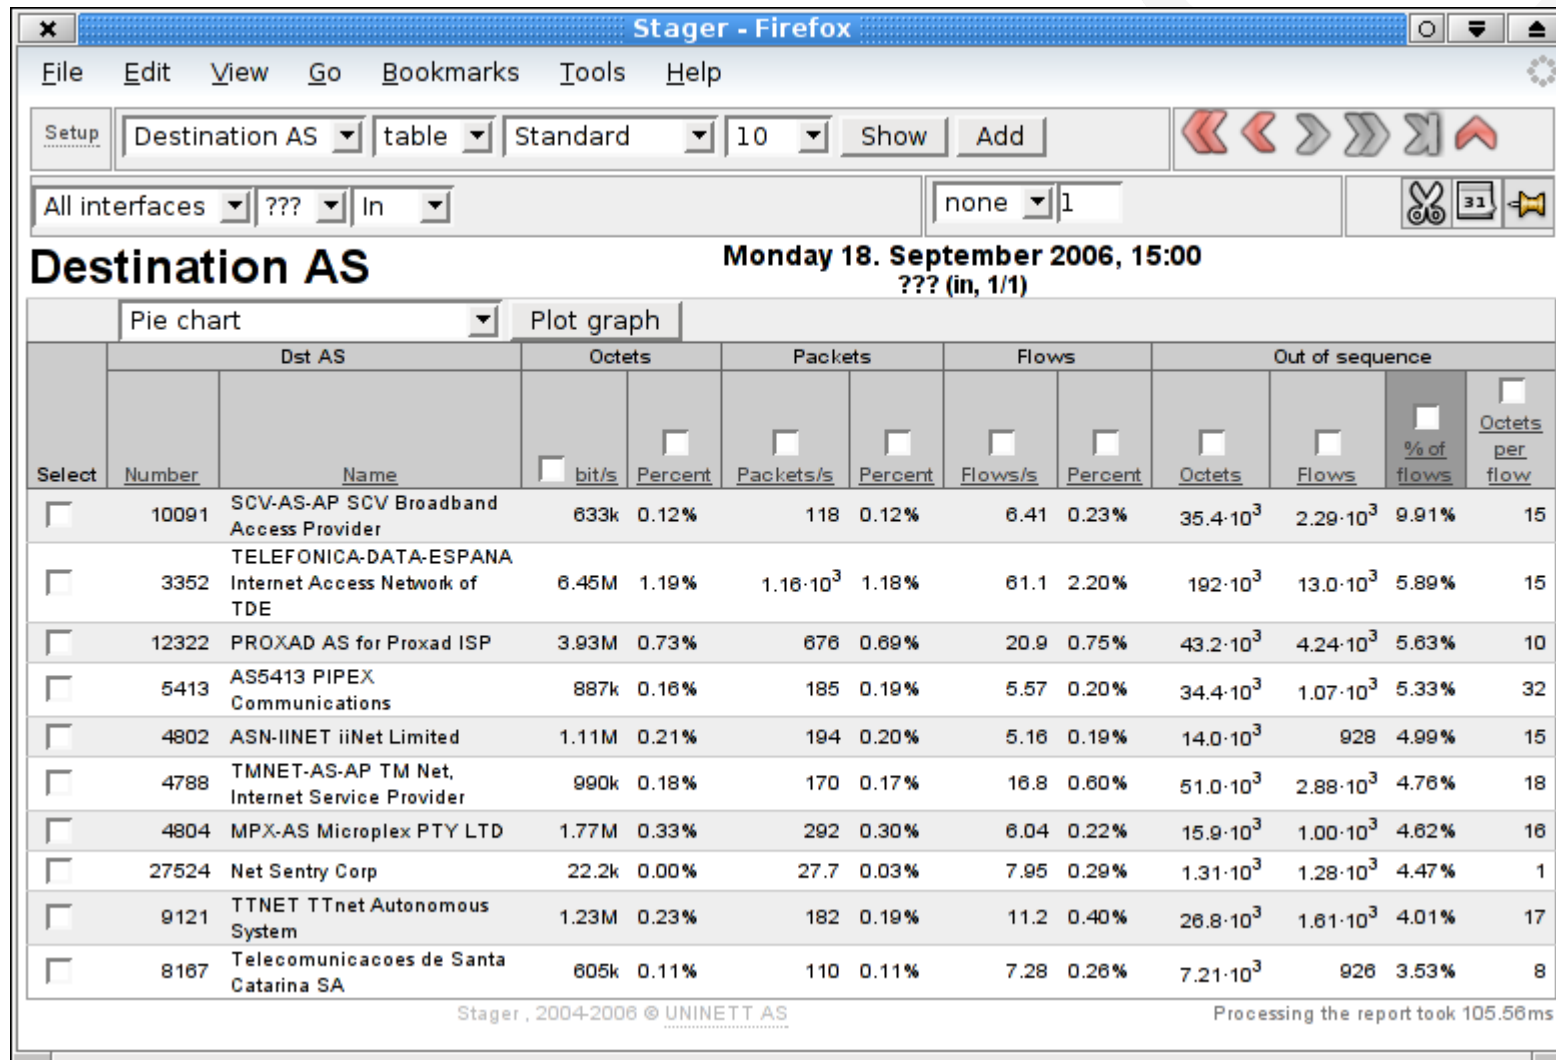 Stager - Firefox
File Edit View Go Bookmarks Tools Help
Setup Destination AS table Standard 10 Show Add
All interfaces ??? In none 1 31
Destination AS
Monday 18. September 2006, 15:00
??? (in, 1/1)
Pie chart Plot graph
Dst AS Octets Packets Flows Out of sequence
Select Number Name bit/s Percent Packets/s Percent Flows/s Percent Octets Flows % of flows Octets per flow
10091 SCV-AS-AP SCV Broadband
Access Provider 633k 0.12% 118 0.12% 6.41 0.23% 35.4·10³ 2.29·10³ 9.91% 15
TELEFONICA-DATA-ESPANA
3352 Internet Access Network of 6.45M 1.19% 1.16·10³ 1.18% 61.1 2.20% 192·10³ 13.0·10³ 5.89% 15
TDE
12322 PROXAD AS for Proxad ISP 3.93M 0.73% 676 0.69% 20.9 0.75% 43.2·10³ 4.24·10³ 5.63% 10
5413 AS5413 PIPEX
Communications 887k 0.16% 185 0.19% 5.57 0.20% 34.4·10³ 1.07·10³ 5.33% 32
4802 ASN-IINET iiNet Limited 1.11M 0.21% 194 0.20% 5.16 0.19% 14.0·10³ 928 4.99% 15
4788 TMNET-AS-AP TM Net,
Internet Service Provider 990k 0.18% 170 0.17% 16.8 0.60% 51.0·10³ 2.88·10³ 4.76% 18
4804 MPX-AS Microplex PTY LTD 1.77M 0.33% 292 0.30% 6.04 0.22% 15.9·10³ 1.00·10³ 4.62% 16
27524 Net Sentry Corp 22.2k 0.00% 27.7 0.03% 7.95 0.29% 1.31·10³ 1.28·10³ 4.47% 1
9121 TTNET TTnet Autonomous
System 1.23M 0.23% 182 0.19% 11.2 0.40% 26.8·10³ 1.61·10³ 4.01% 17
8167 Telecomunicacoes de Santa
Catarina SA 605k 0.11% 110 0.11% 7.28 0.26% 7.21·10³ 926 3.53% 8
Stager , 2004-2006 © UNINETT AS Processing the report took 105.56ms